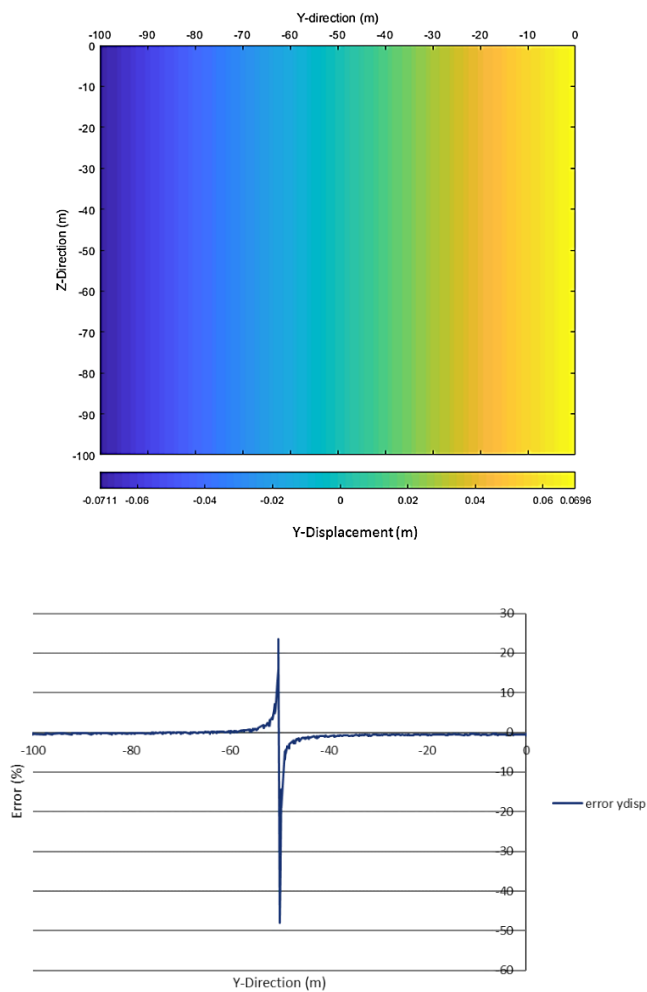 Y-direction (m)
-100 -90 -80 -70 -60 -50 -40 -30 -20 -10 0
0
-10
-20
-30
-40
-50
-60
-70
-80
-90
-100
Z-Direction (m)
-0.0711 -0.06 -0.04 -0.02 0 0.02 0.04 0.06 0.0696
Y-Displacement (m)
30
20
10
0
-100 -80 -60 -40 -20 0
-10
-20
-30
-40
-50
-60
Error (%)
error ydisp
Y-Direction (m)